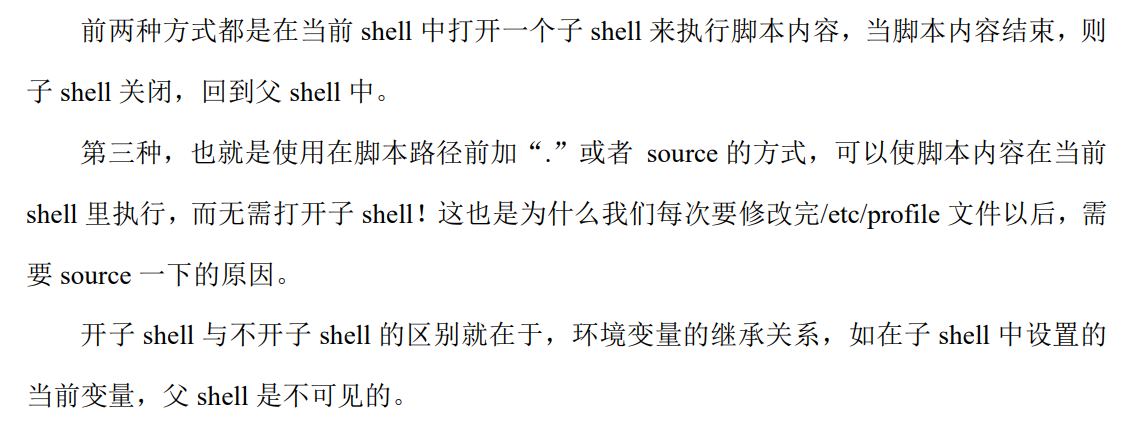 前两种方式都是在当前 shell 中打开一个子 shell 来执行脚本内容，当脚本内容结束，则
子 shell 关闭，回到父 shell 中。
第三种，也就是使用在脚本路径前加“.”或者 source 的方式，可以使脚本内容在当前
shell 里执行，而无需打开子 shell！这也是为什么我们每次要修改完/etc/profile 文件以后，需
要 source 一下的原因。
开子 shell 与不开子 shell 的区别就在于，环境变量的继承关系，如在子 shell 中设置的
当前变量，父 shell 是不可见的。